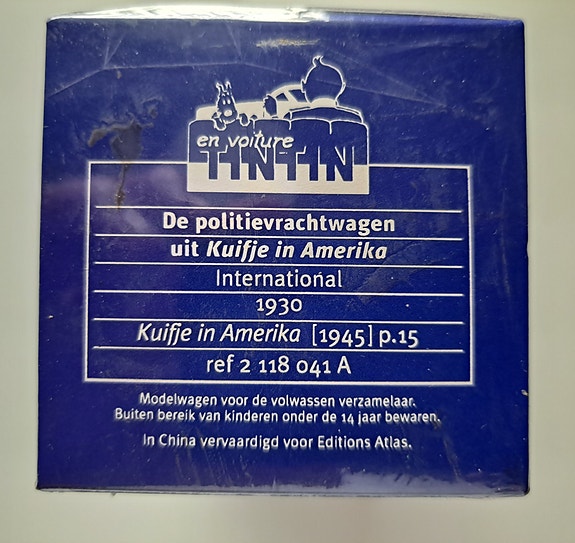 en voiture
TINTIN
De politievrachtwagen
uit Kuifje in Amerika
International
1930
Kuifje in Amerika [1945] p.15
ref 2 118 041 A
Modelwagen voor de volwassen verzamelaar.
Buiten bereik van kinderen onder de 14 jaar bewaren.
In China vervaardigd voor Editions Atlas.